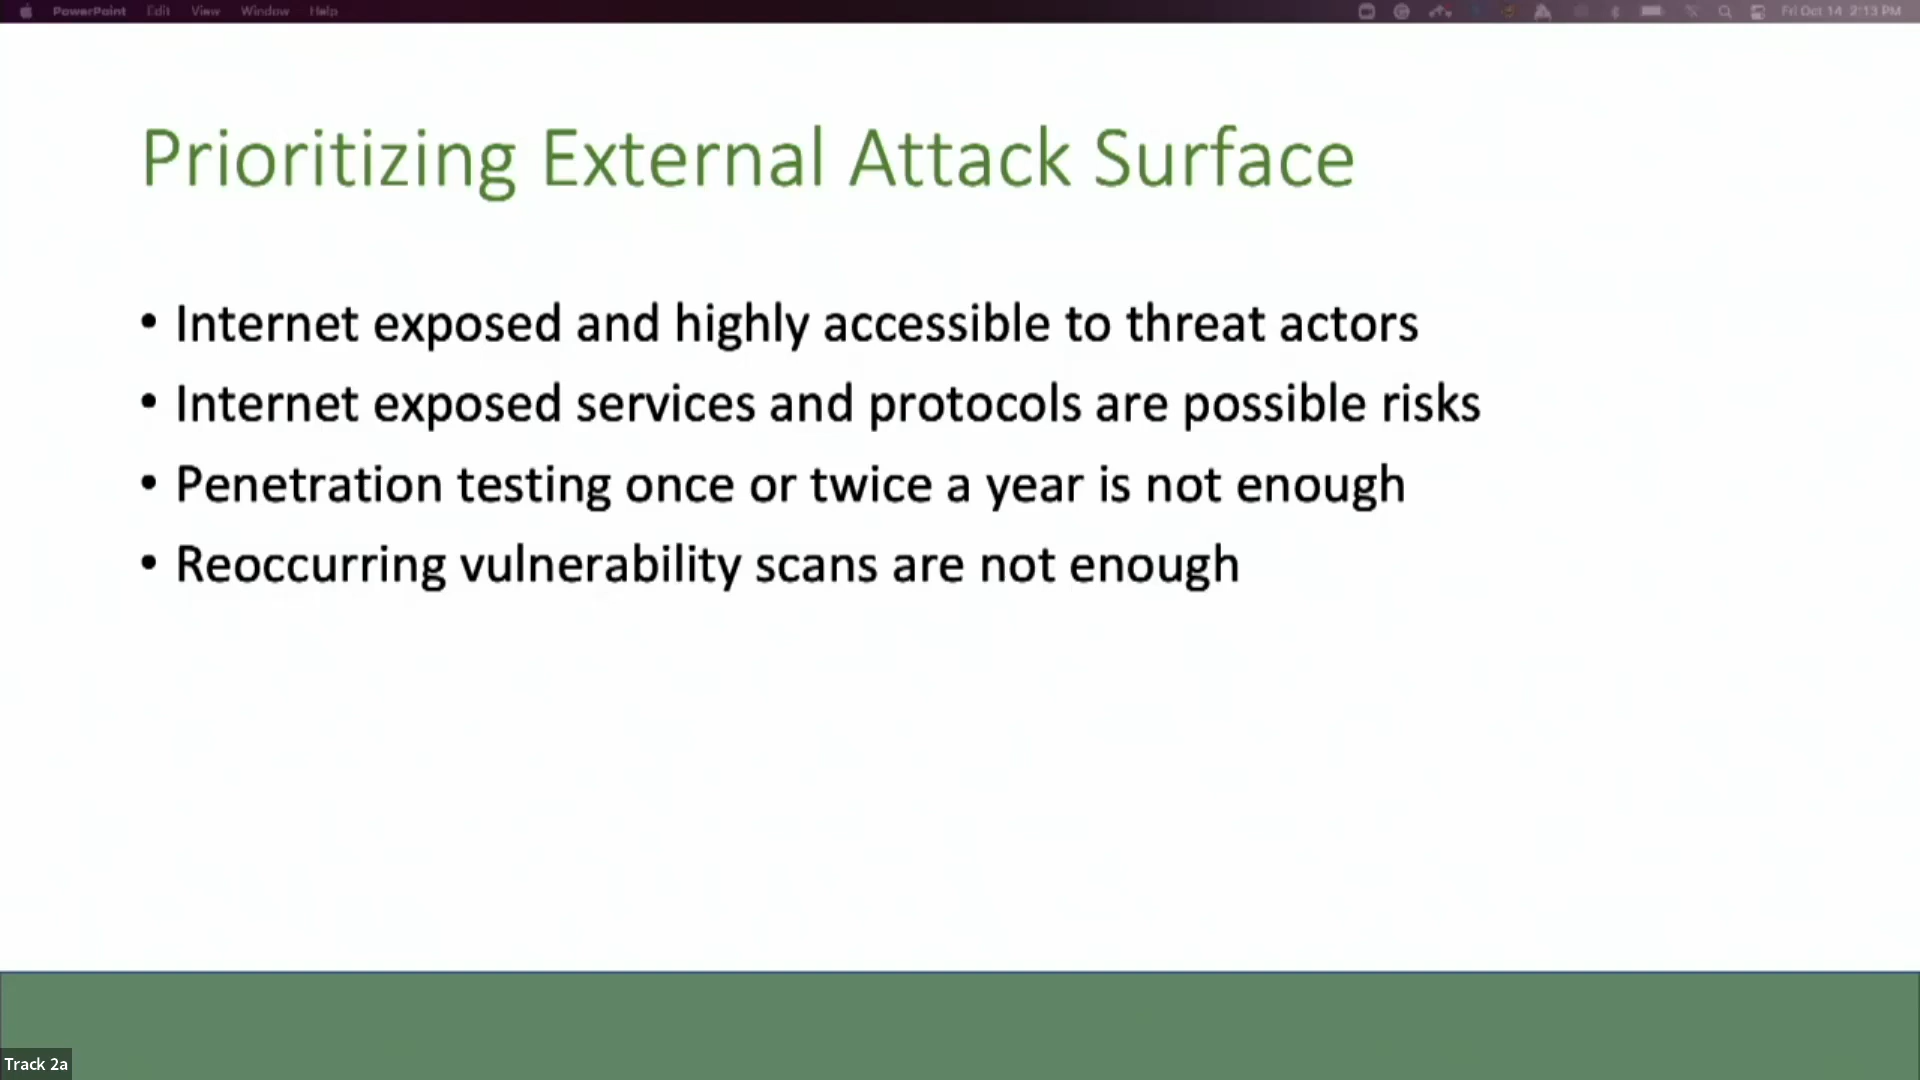 PowerPoint Edit View Window Help Fri Oct 14 2:13 PM
Prioritizing External Attack Surface
• Internet exposed and highly accessible to threat actors
• Internet exposed services and protocols are possible risks
• Penetration testing once or twice a year is not enough
• Reoccurring vulnerability scans are not enough
Track 2a